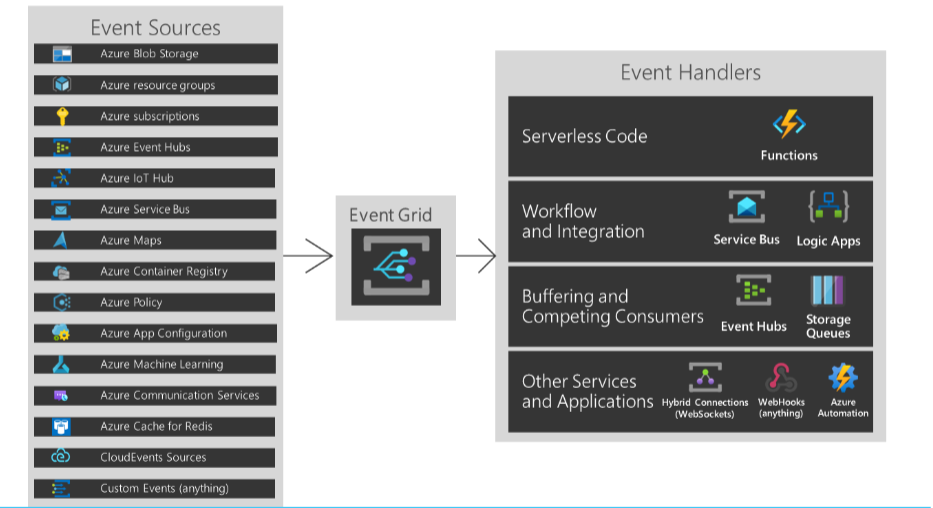 Event Sources
Azure Blob Storage
Azure resource groups
Azure subscriptions
Azure Event Hubs
Azure IoT Hub
Azure Service Bus
Azure Maps
Azure Container Registry
Azure Policy
Azure App Configuration
Azure Machine Learning
Azure Communication Services
Azure Cache for Redis
CloudEvents Sources
Custom Events (anything)
Event Grid
Event Handlers
Serverless Code
Functions
Workflow
and Integration
Service Bus
Logic Apps
Buffering and
Competing Consumers
Event Hubs
Storage
Queues
Other Services
and Applications
Hybrid Connections
(WebSockets)
WebHooks
(anything)
Azure
Automation